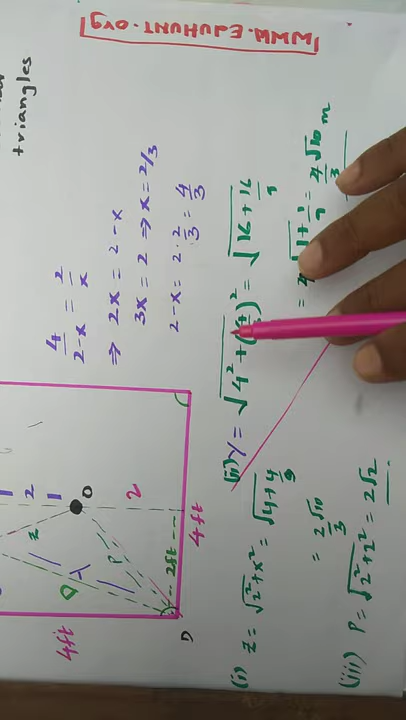 WWW.EDUHUNT.org
triangles
4/(2-x) = 2/x
⇒ 2x = 2-x
3x = 2 ⇒ x = 2/3
2-x = 2·2/3 = 4/3
4ft
4ft
2ft
2
2
O
D
Q
P
Z
Y
(i) Z = √(2²+x²) = √(4+4/9)
= 2√10/3
(ii) Y = √(4²+(4/3)²) = √(16+16/9)
= 4√(1+1/9) = 4√10/3 m
(iii) P = √(2²+2²) = 2√2